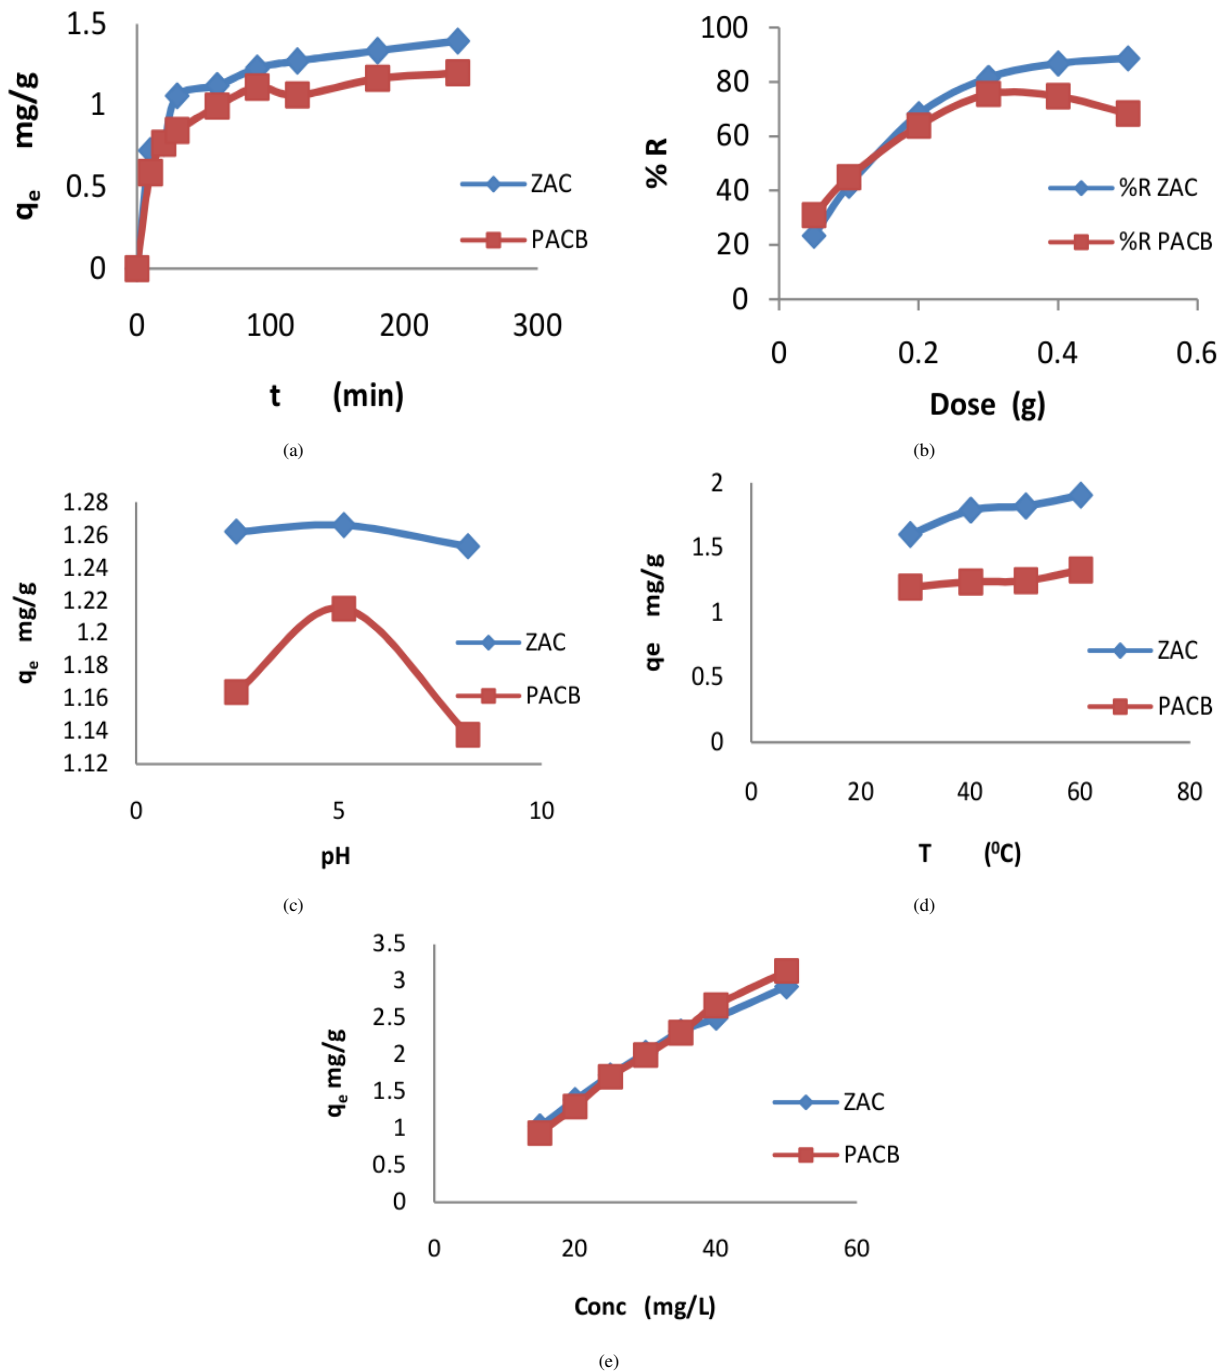 1.5
1
0.5
0
q_e mg/g
ZAC
PACB
0 100 200 300
t (min)
(a)
100
80
60
40
20
0
% R
%R ZAC
%R PACB
0 0.2 0.4 0.6
Dose (g)
(b)
1.28
1.26
1.24
1.22
1.2
1.18
1.16
1.14
1.12
q_e mg/g
ZAC
PACB
0 5 10
pH
(c)
2
1.5
1
0.5
0
qe mg/g
ZAC
PACB
0 20 40 60 80
T (⁰C)
(d)
3.5
3
2.5
2
1.5
1
0.5
0
q_e mg/g
ZAC
PACB
0 20 40 60
Conc (mg/L)
(e)